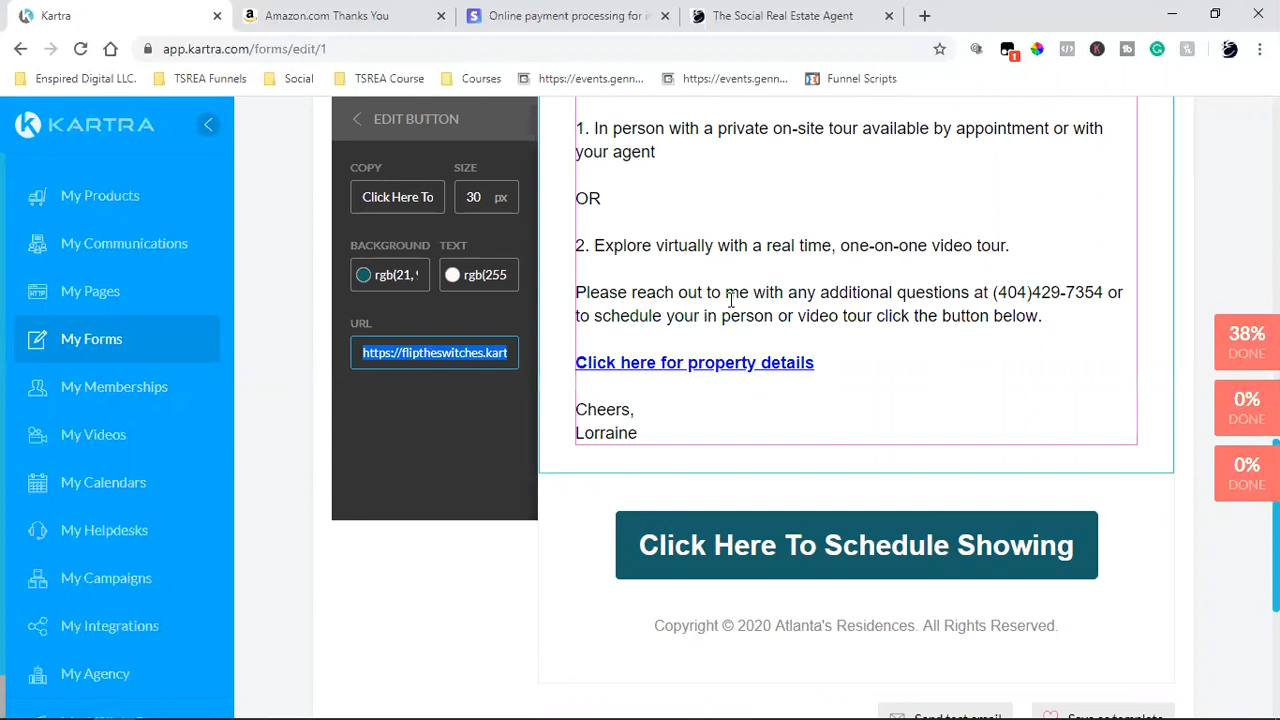 Kartra
Amazon.com Thanks You
Online payment processing for i
The Social Real Estate Agent
app.kartra.com/forms/edit/1
1
Enspired Digital LLC.
TSREA Funnels
Social
TSREA Course
Courses
https://events.genn...
https://events.genn...
Funnel Scripts
KARTRA
My Products
My Communications
My Pages
My Forms
My Memberships
My Videos
My Calendars
My Helpdesks
My Campaigns
My Integrations
My Agency
EDIT BUTTON
COPY
SIZE
Click Here To
30 px
BACKGROUND
TEXT
rgb(21,
rgb(255
URL
https://fliptheswitches.kart
1. In person with a private on-site tour available by appointment or with
your agent
OR
2. Explore virtually with a real time, one-on-one video tour.
Please reach out to me with any additional questions at (404)429-7354 or
to schedule your in person or video tour click the button below.
Click here for property details
Cheers,
Lorraine
Click Here To Schedule Showing
Copyright © 2020 Atlanta's Residences. All Rights Reserved.
Send test email
Save as template
38%
DONE
0%
DONE
0%
DONE